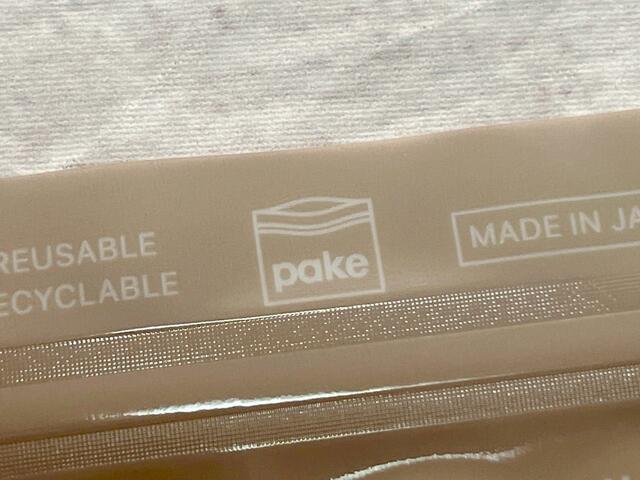 REUSABLE
ECYCLABLE
pake
MADE IN JA